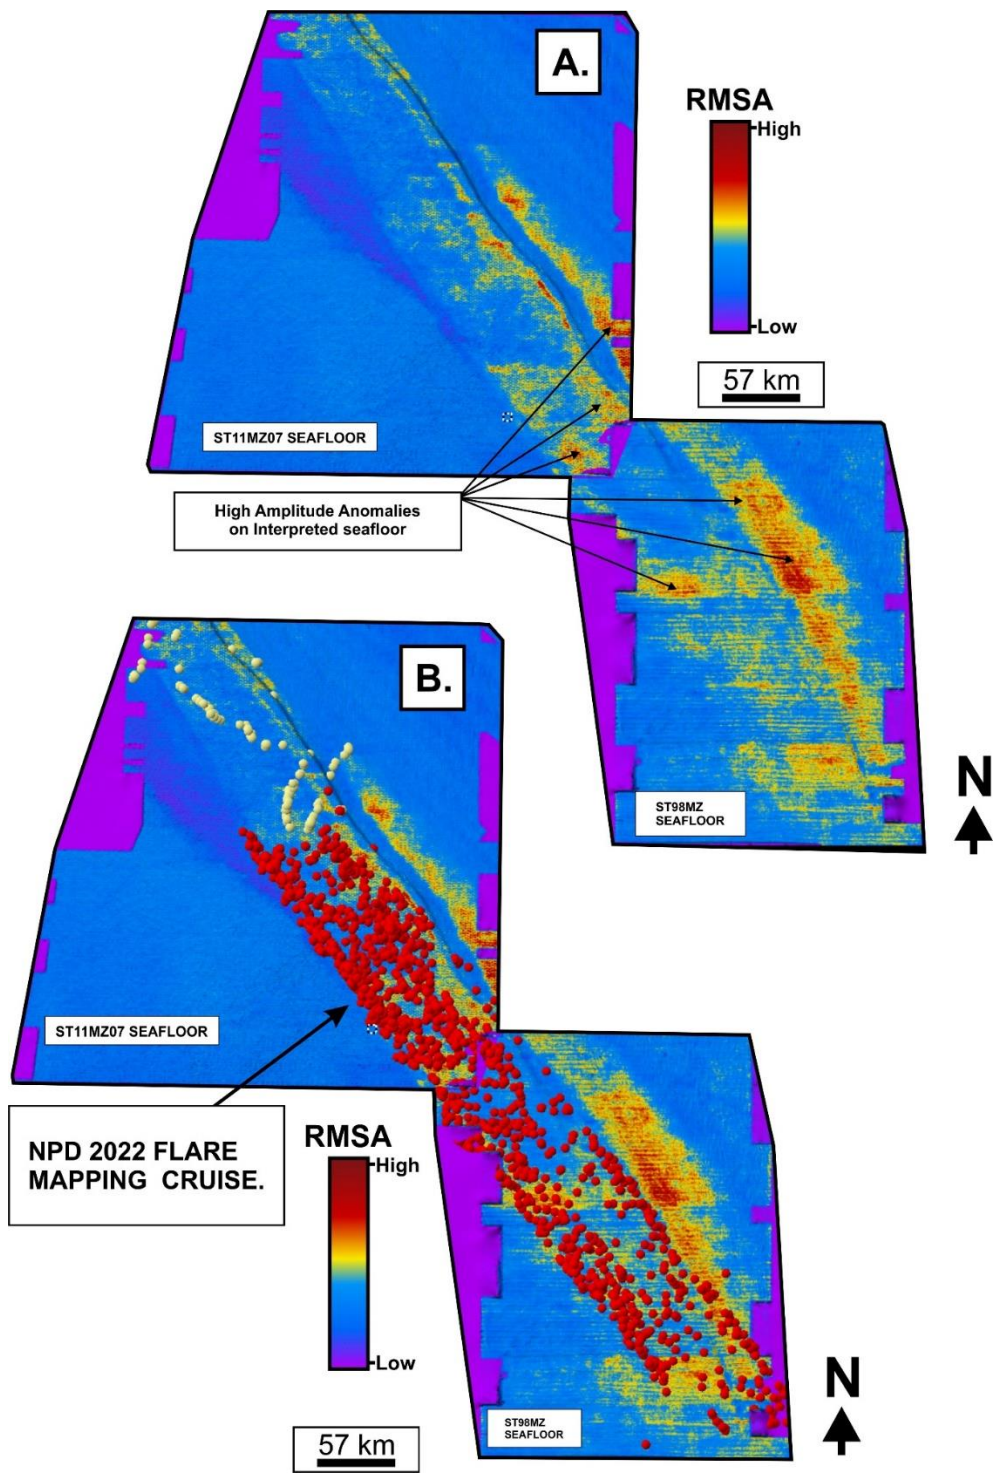 A.
RMSA
High
Low
57 km
ST11MZ07 SEAFLOOR
High Amplitude Anomalies
on Interpreted seafloor
ST98MZ
SEAFLOOR
N
B.
ST11MZ07 SEAFLOOR
NPD 2022 FLARE
MAPPING CRUISE.
RMSA
High
Low
57 km
ST98MZ
SEAFLOOR
N